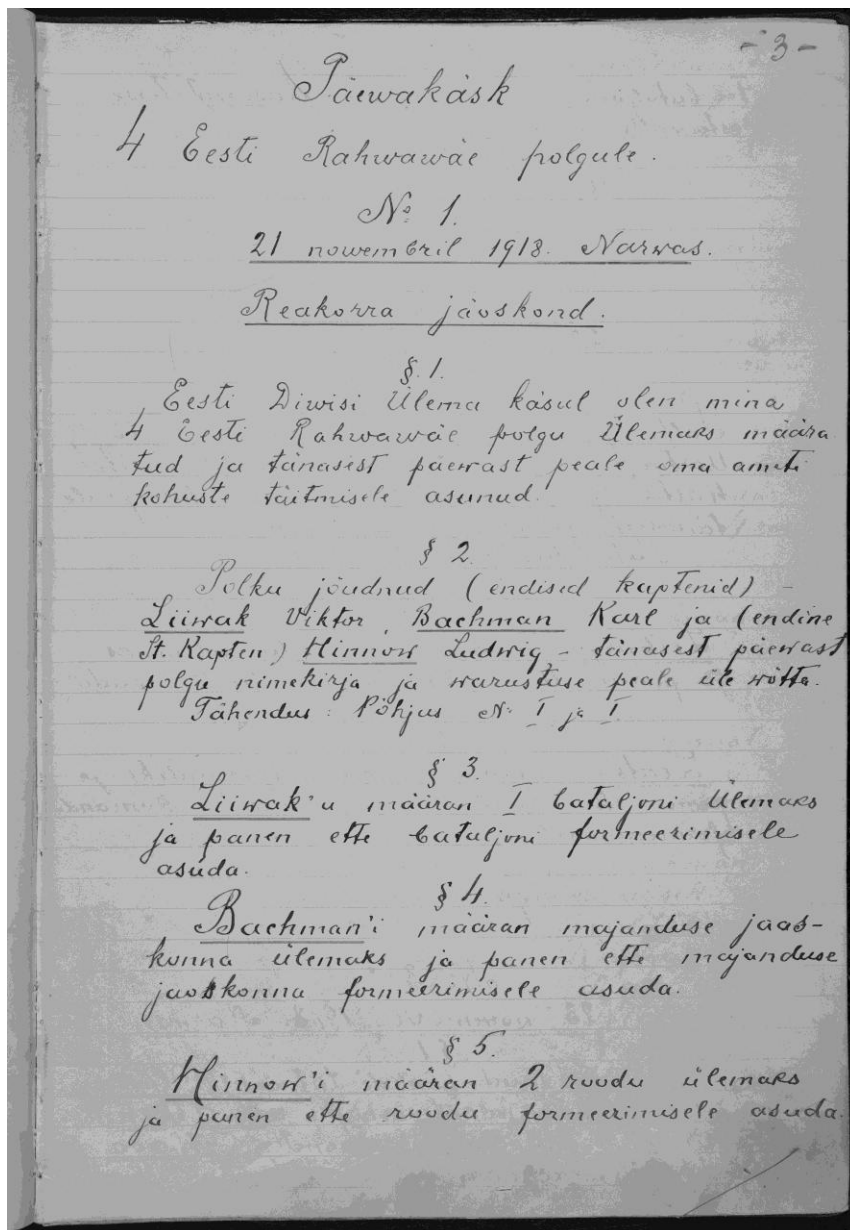 - 3 -
Päewakäsk
4 Eesti Rahwawäe polgule.
№ 1.
21 nowembril 1918. Narwas.
Reakorra jäoskond.
§.1.
Eesti Diwisi Ülema käsul olen mina
4 Eesti Rahwawäe polgu Ülemaks määra
tud ja tänasest päewast peale oma ameti
kohuste täitmisele asunud.
§ 2.
Polku jõudnud (endised kaptenid) -
Liiwak Viktor, Bachman Karl ja (endine
St. Kapten) Hinnow Ludwig - tänasest päewast
polgu nimekirja ja warustuse peale üle wõtta.
Tähendus: Põhjus № I ja I
§ 3.
Liiwak'u määran I bataljoni Ülemaks
ja panen ette bataljoni formeerimisele
asuda.
§ 4.
Bachman'i määran majanduse jaos-
konna ülemaks ja panen ette majanduse
jaoskonna formeerimisele asuda.
§ 5.
Hinnow'i määran 2 roodu ülemaks
ja panen ette roodu formeerimisele asuda.